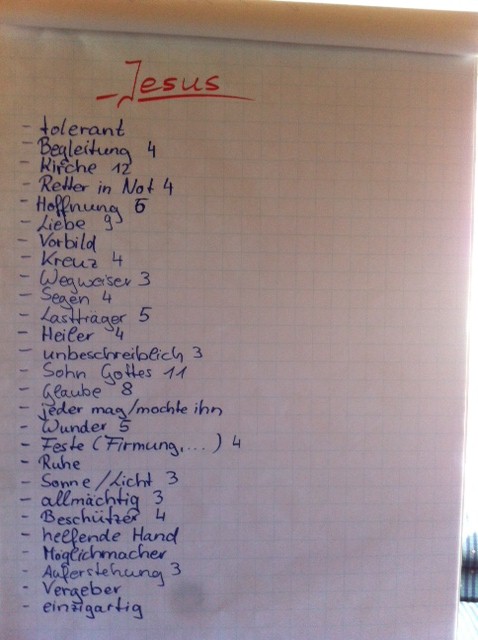 Jesus
- tolerant
- Begleitung 4
- Kirche 12
- Retter in Not 4
- Hoffnung 6
- Liebe 9
- Vorbild
- Kreuz 4
- Wegweiser 3
- Segen 4
- Lastträger 5
- Heiler 4
- unbeschreiblich 3
- Sohn Gottes 11
- Glaube 8
- jeder mag/mochte ihn
- Wunder 5
- Feste (Firmung,...) 4
- Ruhe
- Sonne/Licht 3
- allmächtig 3
- Beschützer 4
- helfende Hand
- Möglichmacher
- Auferstehung 3
- Vergeber
- einzigartig